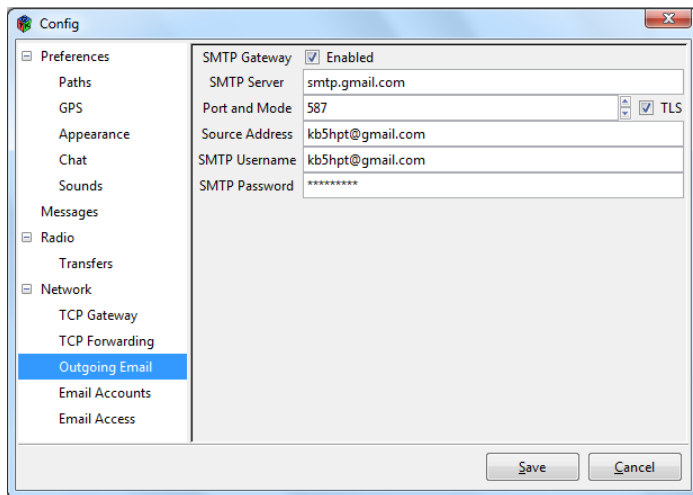 Config
Preferences
Paths
GPS
Appearance
Chat
Sounds
Messages
Radio
Transfers
Network
TCP Gateway
TCP Forwarding
Outgoing Email
Email Accounts
Email Access
SMTP Gateway Enabled
SMTP Server smtp.gmail.com
Port and Mode 587 TLS
Source Address kb5hpt@gmail.com
SMTP Username kb5hpt@gmail.com
SMTP Password *********
Save Cancel